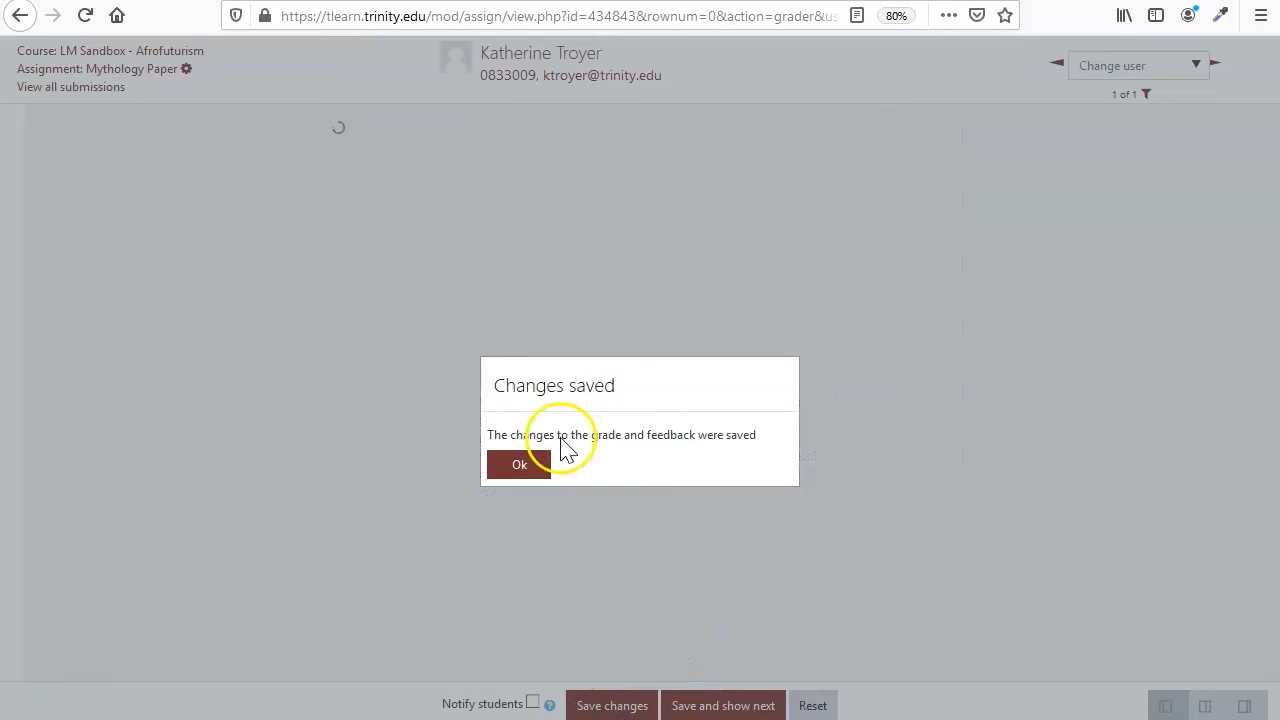 https://tlearn.trinity.edu/mod/assign/view.php?id=434843&rownum=0&action=grader&us
80%
Course: LM Sandbox - Afrofuturism
Assignment: Mythology Paper
View all submissions
Katherine Troyer
0833009, ktroyer@trinity.edu
Change user
1 of 1
Changes saved
The changes to the grade and feedback were saved
Ok
Notify students
Save changes
Save and show next
Reset